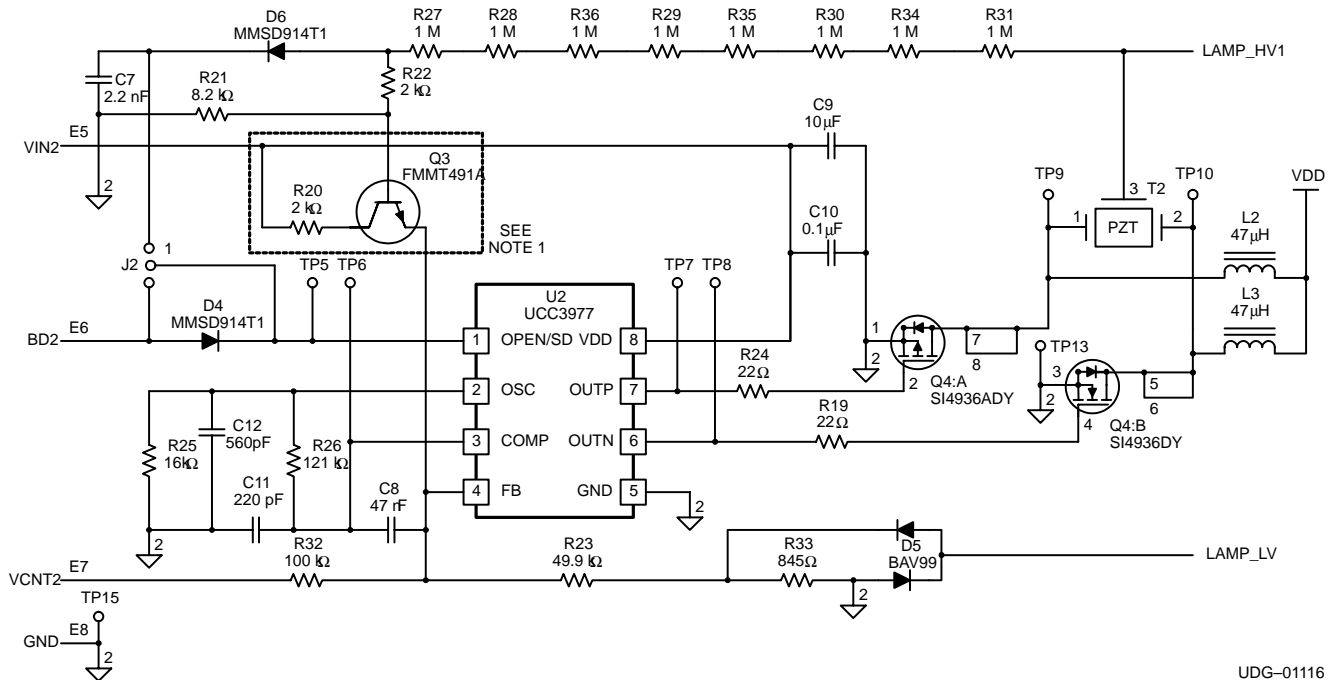 D6
MMSD914T1
R27
1 M
R28
1 M
R36
1 M
R29
1 M
R35
1 M
R30
1 M
R34
1 M
R31
1 M
LAMP_HV1
C7
2.2 nF
R21
8.2 kΩ
R22
2 kΩ
C9
10µF
VIN2
E5
2
Q3
FMMT491A
R20
2 kΩ
SEE
NOTE 1
C10
0.1µF
TP9
3
T2
TP10
VDD
1
PZT
2
L2
47µH
L3
47µH
1
J2
TP5
TP6
TP7
TP8
U2
UCC3977
BD2
E6
D4
MMSD914T1
1
OPEN/SD
VDD
8
2
OSC
OUTP
7
3
COMP
OUTN
6
4
FB
GND
5
2
1
2
7
8
2
Q4:A
SI4936ADY
TP13
3
2
5
6
4
Q4:B
SI4936DY
R24
22Ω
R19
22Ω
R25
16kΩ
C12
560pF
R26
121 kΩ
C11
220 pF
C8
47 nF
2
VCNT2
E7
R32
100 kΩ
R23
49.9 kΩ
R33
845Ω
D5
BAV99
2
LAMP_LV
TP15
GND
E8
2
UDG–01116